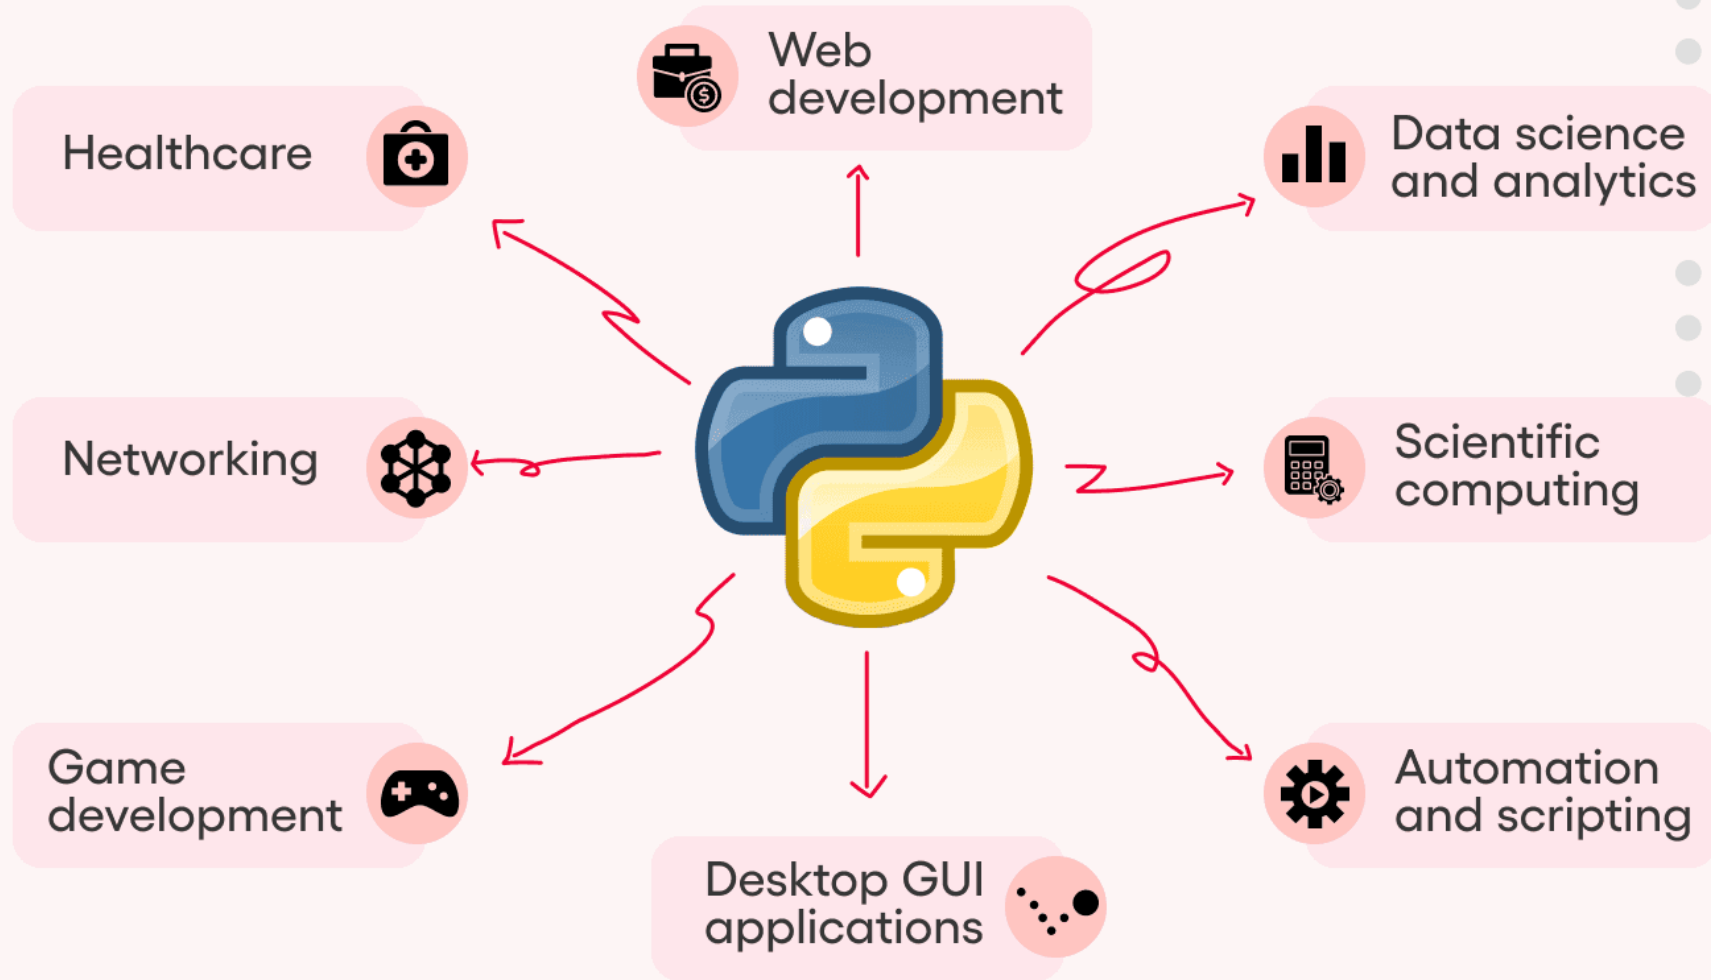 Web
development
Healthcare
Data science
and analytics
Networking
Scientific
computing
Game
development
Automation
and scripting
Desktop GUI
applications